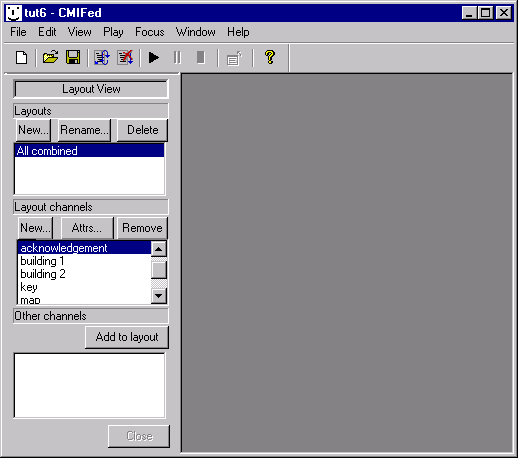 tut6 - CMIFed
File Edit View Play Focus Window Help
Layout View
Layouts
New... Rename... Delete
All combined
Layout channels
New... Attrs... Remove
acknowledgement
building 1
building 2
key
map
Other channels
Add to layout
Close